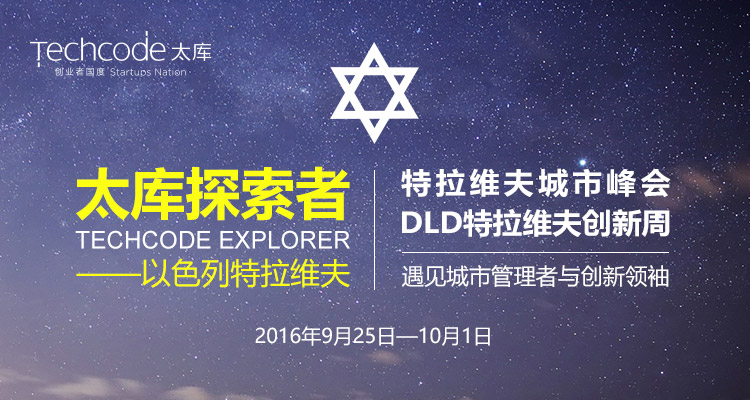 Techcode 太库
创业者国度 Startups Nation
太库探索者
TECHCODE EXPLORER
——以色列特拉维夫
特拉维夫城市峰会
DLD特拉维夫创新周
遇见城市管理者与创新领袖
2016年9月25日—10月1日